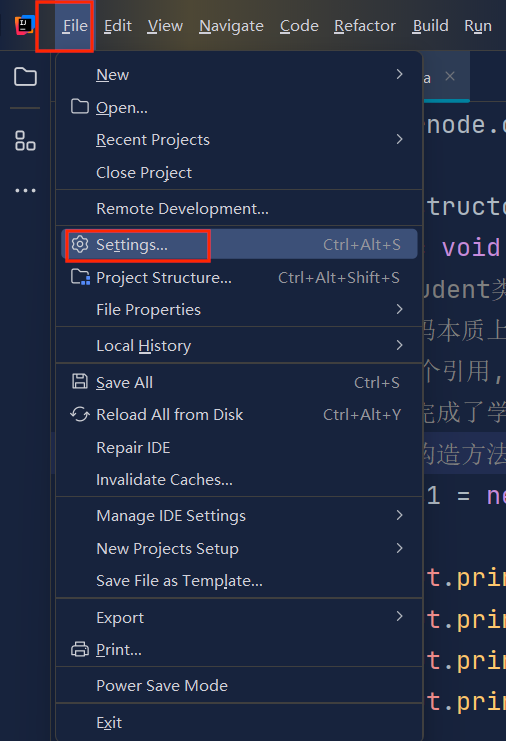 File Edit View Navigate Code Refactor Build Run
New
Open...
Recent Projects
Close Project
Remote Development...
Settings... Ctrl+Alt+S
Project Structure... Ctrl+Alt+Shift+S
File Properties
Local History
Save All Ctrl+S
Reload All from Disk Ctrl+Alt+Y
Repair IDE
Invalidate Caches...
Manage IDE Settings
New Projects Setup
Save File as Template...
Export
Print...
Power Save Mode
Exit
a ×
node.c
tructo
void
udent类
码本质上
个引用,
完成了学
构造方法
1 = ne
t.prin
t.prin
t.prin
t.prin